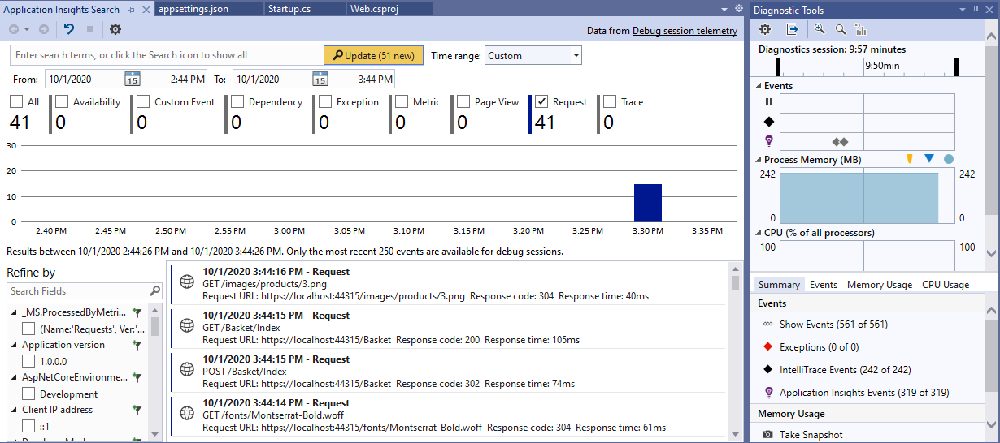 Application Insights Search
appsettings.json
Startup.cs
Web.csproj
Data from Debug session telemetry
Enter search terms, or click the Search icon to show all
Update (51 new)
Time range:
Custom
From:
10/1/2020
15
2:44 PM
To:
10/1/2020
15
3:44 PM
All
41
Availability
0
Custom Event
0
Dependency
0
Exception
0
Metric
0
Page View
0
Request
41
Trace
0
30
20
10
0
2:40 PM
2:45 PM
2:50 PM
2:55 PM
3:00 PM
3:05 PM
3:10 PM
3:15 PM
3:20 PM
3:25 PM
3:30 PM
3:35 PM
Results between 10/1/2020 2:44:26 PM and 10/1/2020 3:44:26 PM. Only the most recent 250 events are available for debug sessions.
Refine by
Search Fields
_MS.ProcessedByMetri...
(Name:'Requests', Ver:'...
Application version
1.0.0.0
AspNetCoreEnvironme...
Development
Client IP address
::1
10/1/2020 3:44:16 PM - Request
GET /images/products/3.png
Request URL: https://localhost:44315/images/products/3.png Response code: 304 Response time: 40ms
10/1/2020 3:44:15 PM - Request
GET /Basket/Index
Request URL: https://localhost:44315/Basket Response code: 200 Response time: 105ms
10/1/2020 3:44:15 PM - Request
POST /Basket/Index
Request URL: https://localhost:44315/Basket Response code: 302 Response time: 74ms
10/1/2020 3:44:14 PM - Request
GET /fonts/Montserrat-Bold.woff
Request URL: https://localhost:44315/fonts/Montserrat-Bold.woff Response code: 304 Response time: 61ms
Diagnostic Tools
Diagnostics session: 9:57 minutes
9:50min
Events
Process Memory (MB)
242
242
0
0
CPU (% of all processors)
100
100
Summary
Events
Memory Usage
CPU Usage
Events
Show Events (561 of 561)
Exceptions (0 of 0)
IntelliTrace Events (242 of 242)
Application Insights Events (319 of 319)
Memory Usage
Take Snapshot